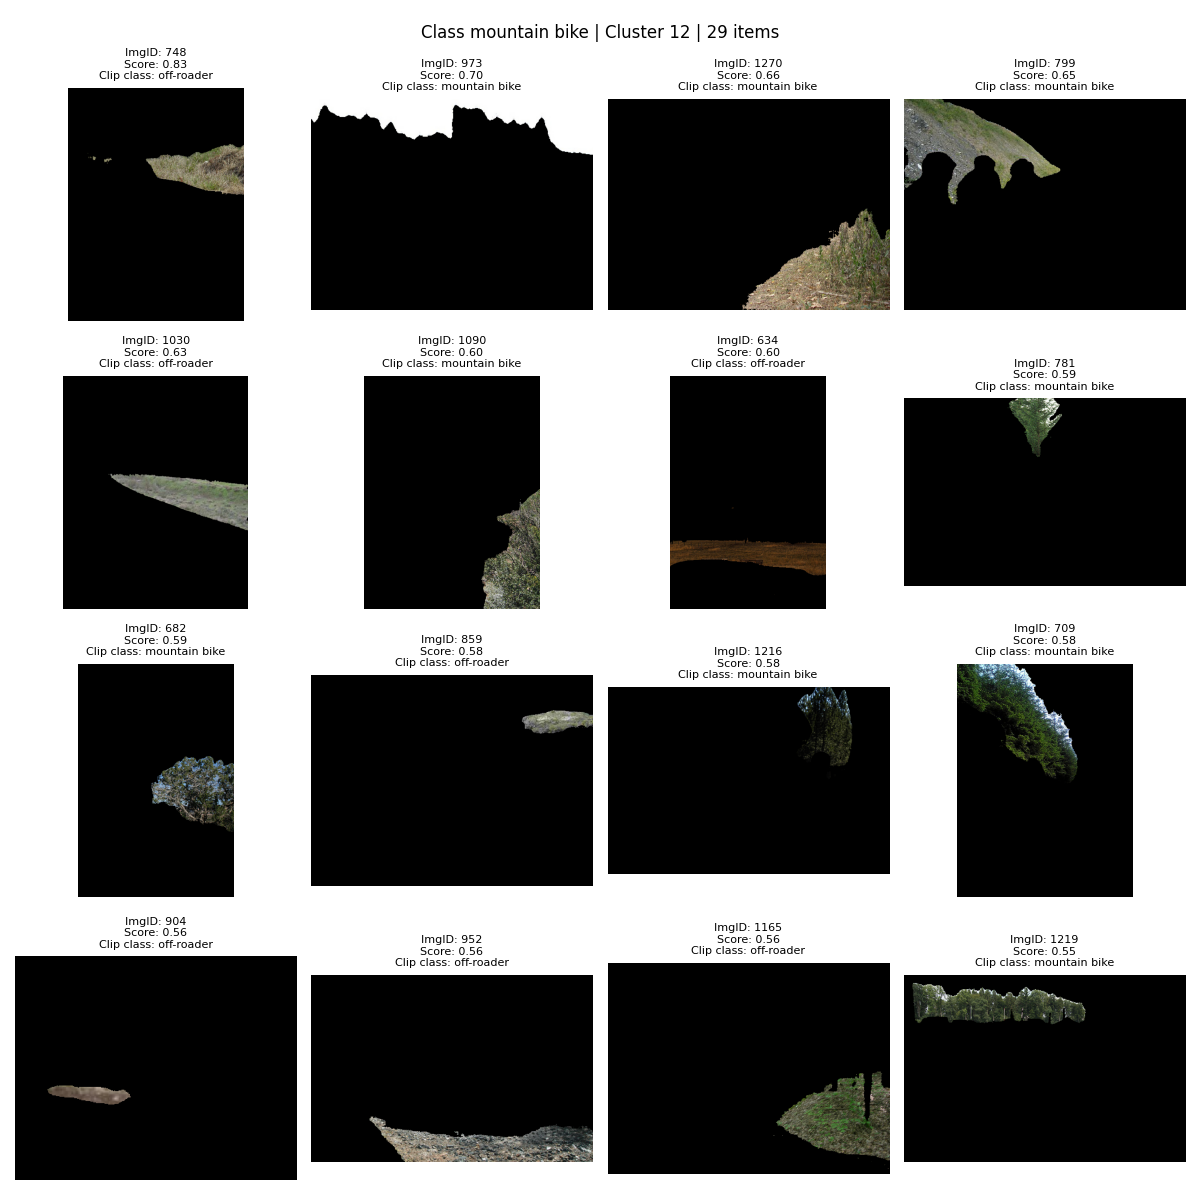 Class mountain bike | Cluster 12 | 29 items
ImgID: 748
Score: 0.83
Clip class: off-roader
ImgID: 973
Score: 0.70
Clip class: mountain bike
ImgID: 1270
Score: 0.66
Clip class: mountain bike
ImgID: 799
Score: 0.65
Clip class: mountain bike
ImgID: 1030
Score: 0.63
Clip class: off-roader
ImgID: 1090
Score: 0.60
Clip class: mountain bike
ImgID: 634
Score: 0.60
Clip class: off-roader
ImgID: 781
Score: 0.59
Clip class: mountain bike
ImgID: 682
Score: 0.59
Clip class: mountain bike
ImgID: 859
Score: 0.58
Clip class: off-roader
ImgID: 1216
Score: 0.58
Clip class: mountain bike
ImgID: 709
Score: 0.58
Clip class: mountain bike
ImgID: 904
Score: 0.56
Clip class: off-roader
ImgID: 952
Score: 0.56
Clip class: off-roader
ImgID: 1165
Score: 0.56
Clip class: off-roader
ImgID: 1219
Score: 0.55
Clip class: mountain bike